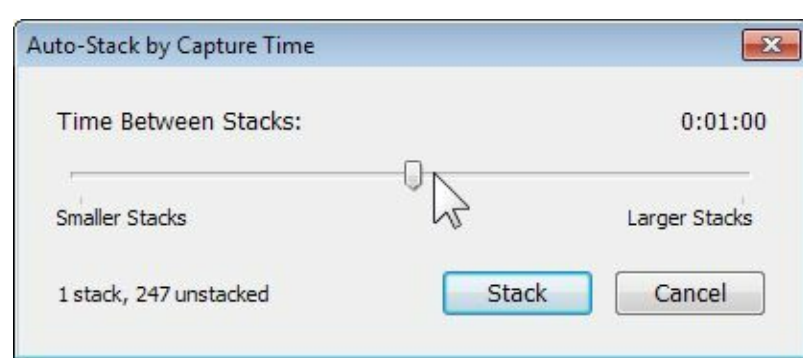 Auto-Stack by Capture Time
Time Between Stacks: 0:01:00
Smaller Stacks Larger Stacks
1 stack, 247 unstacked Stack Cancel